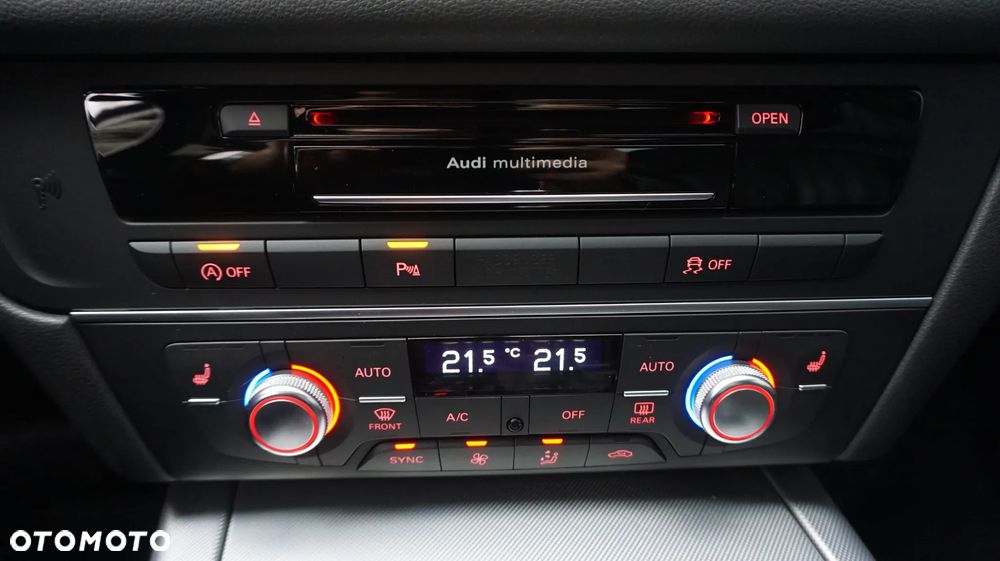 OPEN
Audi multimedia
A OFF
P
OFF
21.5 °C 21.5
AUTO
AUTO
FRONT
A/C
OFF
REAR
SYNC
OTOMOTO